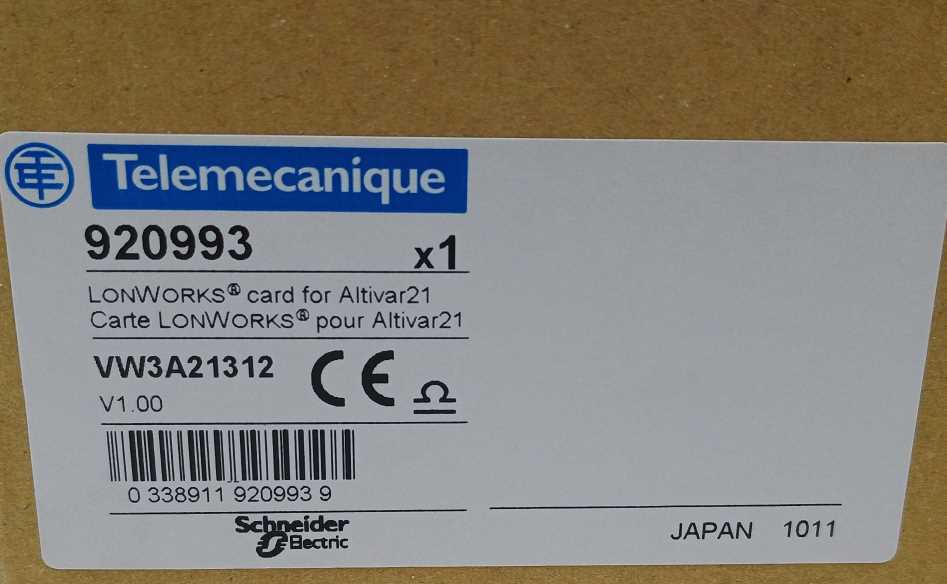 Telemecanique
920993 x1
LONWORKS® card for Altivar21
Carte LONWORKS® pour Altivar21
VW3A21312 CE
V1.00
0 338911 920993 9
Schneider
Electric
JAPAN 1011